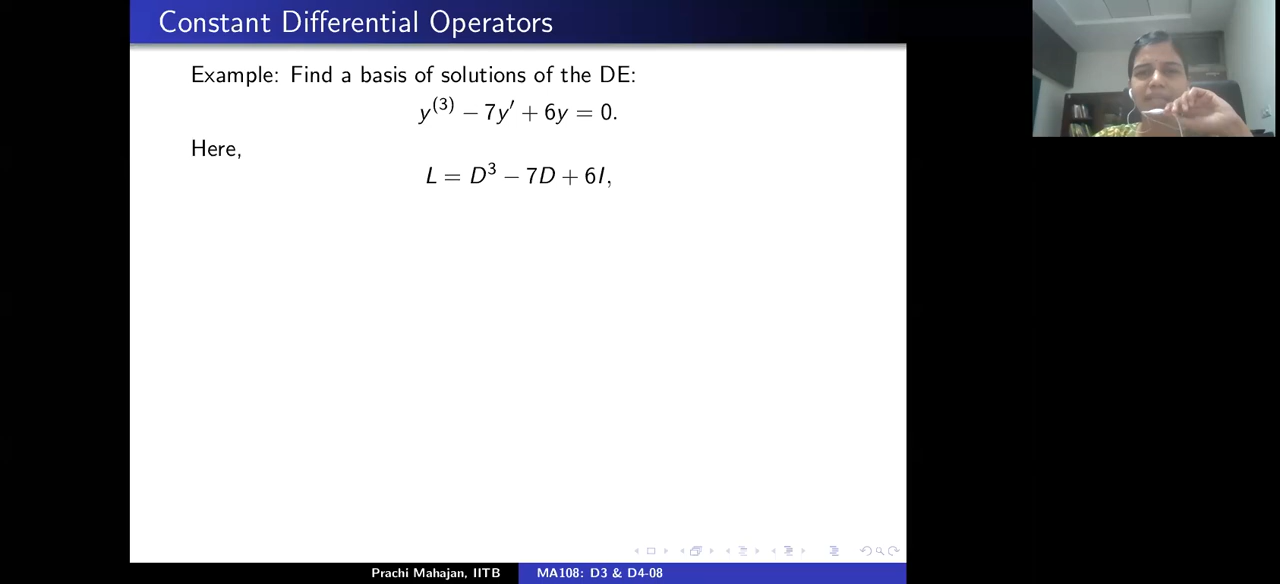 Constant Differential Operators
Example: Find a basis of solutions of the DE:
y⁽³⁾ − 7y′ + 6y = 0.
Here,
L = D³ − 7D + 6I,
Prachi Mahajan, IITB MA108: D3 & D4-08